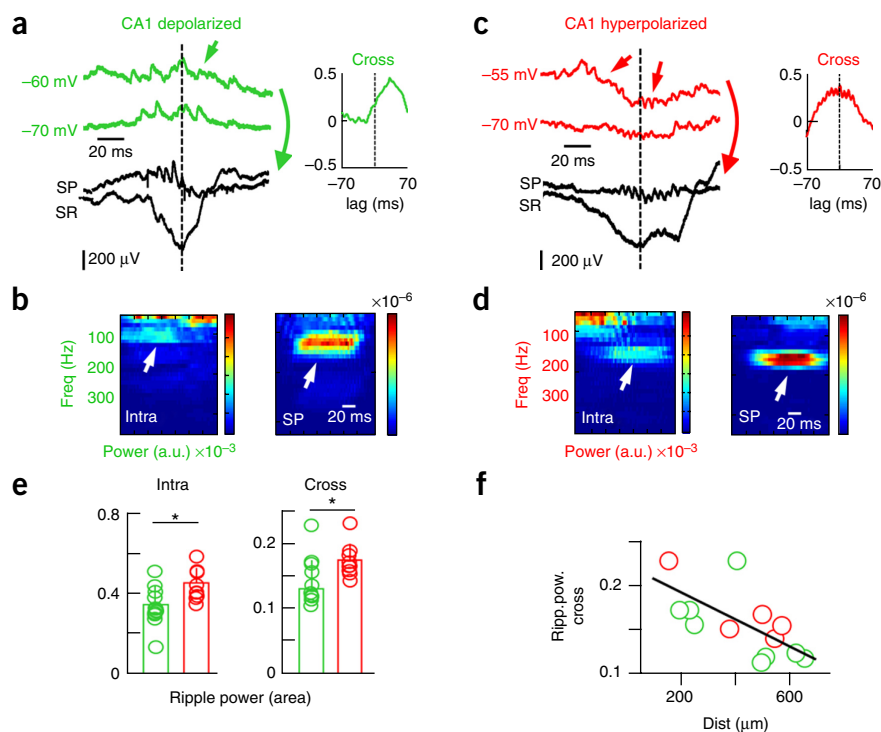 a
CA1 depolarized
–60 mV
–70 mV
20 ms
SP
SR
200 µV
Cross
0.5
0
–0.5
–70
70
lag (ms)
c
CA1 hyperpolarized
–55 mV
–70 mV
20 ms
SP
SR
200 µV
Cross
0.5
0
–0.5
–70
70
lag (ms)
b
Freq (Hz)
100
200
300
Intra
Power (a.u.) ×10–3
×10–6
SP
20 ms
d
Freq (Hz)
100
200
300
Intra
Power (a.u.) ×10–3
×10–6
SP
20 ms
e
Intra
*
0.8
0.4
0
Cross
*
0.2
0.1
0
Ripple power (area)
f
Ripp.pow.
cross
0.2
0.1
200
600
Dist (µm)